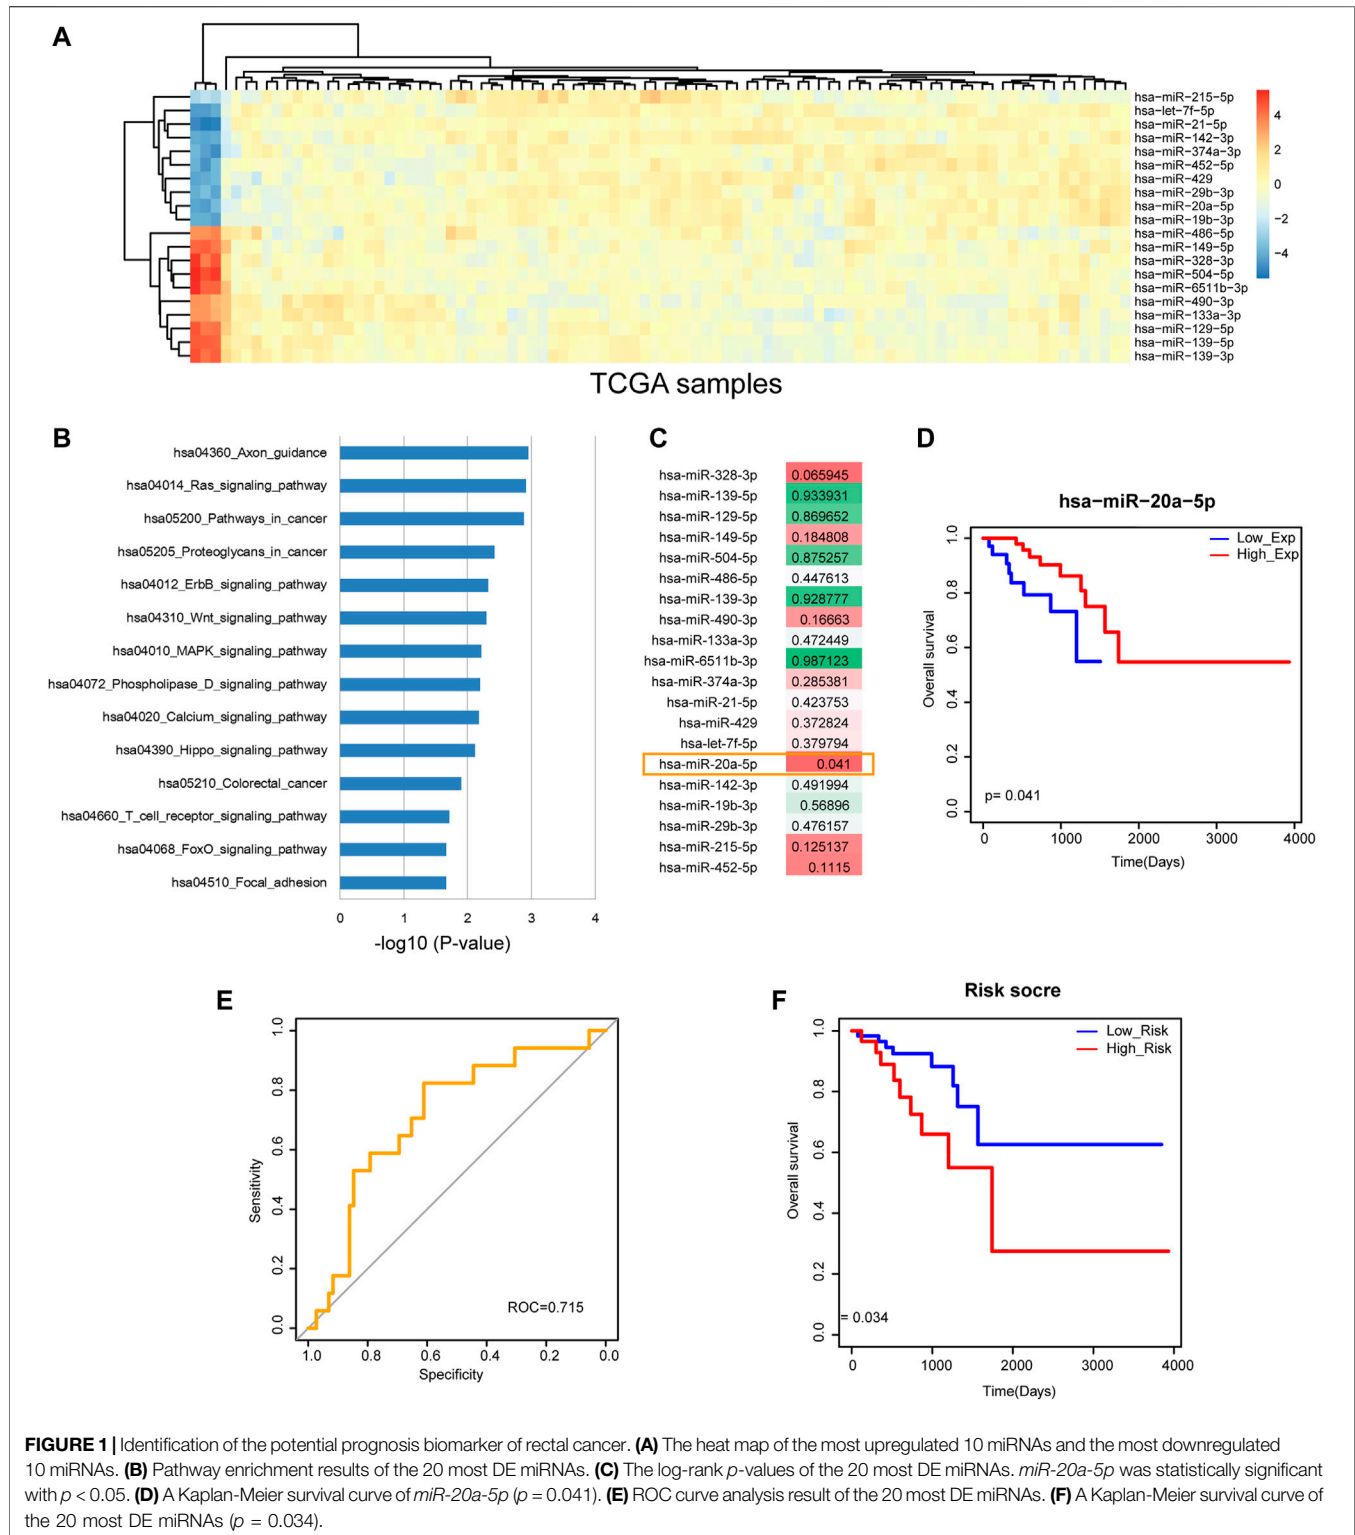 A
hsa-miR-215-5p
hsa-let-7f-5p
hsa-miR-21-5p
hsa-miR-142-3p
hsa-miR-374a-3p
hsa-miR-452-5p
hsa-miR-429
hsa-miR-29b-3p
hsa-miR-20a-5p
hsa-miR-19b-3p
hsa-miR-486-5p
hsa-miR-149-5p
hsa-miR-328-3p
hsa-miR-504-5p
hsa-miR-6511b-3p
hsa-miR-490-3p
hsa-miR-133a-3p
hsa-miR-129-5p
hsa-miR-139-5p
hsa-miR-139-3p
4
2
0
−2
−4
TCGA samples
B
hsa04360_Axon_guidance
hsa04014_Ras_signaling_pathway
hsa05200_Pathways_in_cancer
hsa05205_Proteoglycans_in_cancer
hsa04012_ErbB_signaling_pathway
hsa04310_Wnt_signaling_pathway
hsa04010_MAPK_signaling_pathway
hsa04072_Phospholipase_D_signaling_pathway
hsa04020_Calcium_signaling_pathway
hsa04390_Hippo_signaling_pathway
hsa05210_Colorectal_cancer
hsa04660_T_cell_receptor_signaling_pathway
hsa04068_FoxO_signaling_pathway
hsa04510_Focal_adhesion
0 1 2 3 4
-log10 (P-value)
C
hsa-miR-328-3p 0.065945
hsa-miR-139-5p 0.933931
hsa-miR-129-5p 0.869652
hsa-miR-149-5p 0.184808
hsa-miR-504-5p 0.875257
hsa-miR-486-5p 0.447613
hsa-miR-139-3p 0.928777
hsa-miR-490-3p 0.16663
hsa-miR-133a-3p 0.472449
hsa-miR-6511b-3p 0.987123
hsa-miR-374a-3p 0.285381
hsa-miR-21-5p 0.423753
hsa-miR-429 0.372824
hsa-let-7f-5p 0.379794
hsa-miR-20a-5p 0.041
hsa-miR-142-3p 0.491994
hsa-miR-19b-3p 0.56896
hsa-miR-29b-3p 0.476157
hsa-miR-215-5p 0.125137
hsa-miR-452-5p 0.1115
D
hsa−miR−20a−5p
Low_Exp
High_Exp
Overall survival
1.0
0.8
0.6
0.4
0.2
0.0
p= 0.041
0 1000 2000 3000 4000
Time(Days)
E
Sensitivity
1.0
0.8
0.6
0.4
0.2
0.0
ROC=0.715
1.0 0.8 0.6 0.4 0.2 0.0
Specificity
F
Risk socre
Low_Risk
High_Risk
Overall survival
1.0
0.8
0.6
0.4
0.2
0.0
= 0.034
0 1000 2000 3000 4000
Time(Days)
FIGURE 1 | Identification of the potential prognosis biomarker of rectal cancer. (A) The heat map of the most upregulated 10 miRNAs and the most downregulated
10 miRNAs. (B) Pathway enrichment results of the 20 most DE miRNAs. (C) The log-rank p-values of the 20 most DE miRNAs. miR-20a-5p was statistically significant
with p < 0.05. (D) A Kaplan-Meier survival curve of miR-20a-5p (p = 0.041). (E) ROC curve analysis result of the 20 most DE miRNAs. (F) A Kaplan-Meier survival curve of
the 20 most DE miRNAs (p = 0.034).